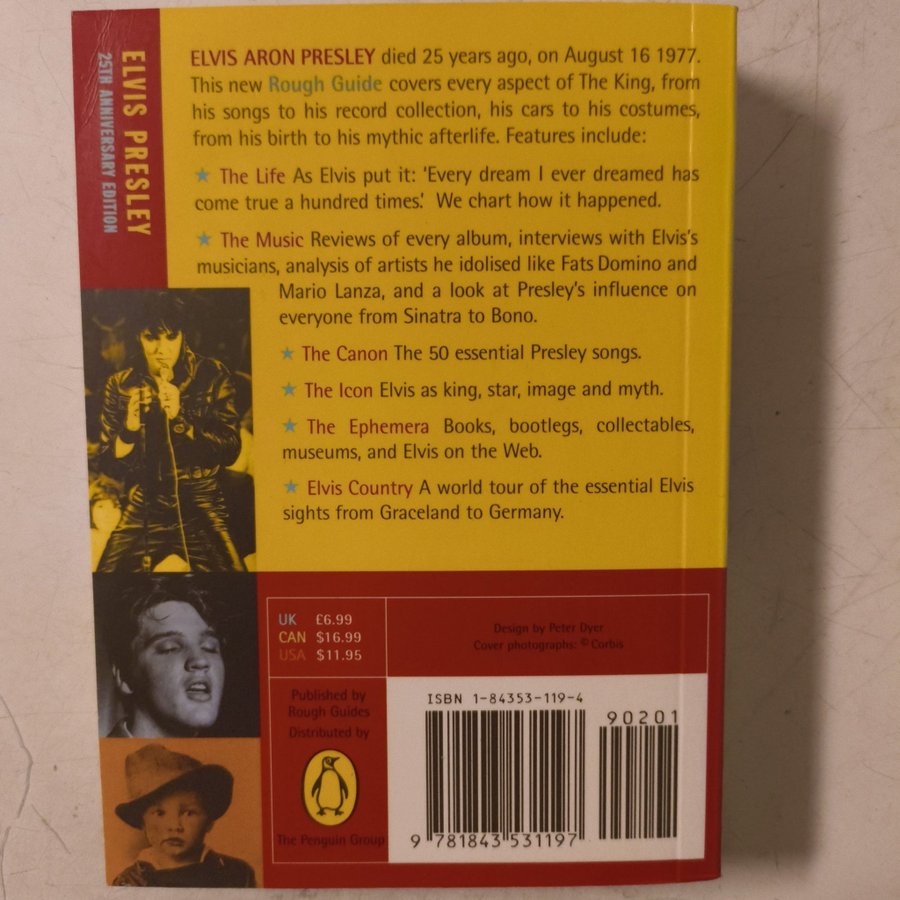 ELVIS PRESLEY
25TH ANNIVERSARY EDITION
ELVIS ARON PRESLEY died 25 years ago, on August 16 1977.
This new Rough Guide covers every aspect of The King, from
his songs to his record collection, his cars to his costumes,
from his birth to his mythic afterlife. Features include:
★ The Life As Elvis put it: 'Every dream I ever dreamed has
come true a hundred times.' We chart how it happened.
★ The Music Reviews of every album, interviews with Elvis's
musicians, analysis of artists he idolised like Fats Domino and
Mario Lanza, and a look at Presley's influence on
everyone from Sinatra to Bono.
★ The Canon The 50 essential Presley songs.
★ The Icon Elvis as king, star, image and myth.
★ The Ephemera Books, bootlegs, collectables,
museums, and Elvis on the Web.
★ Elvis Country A world tour of the essential Elvis
sights from Graceland to Germany.
UK £6.99
CAN $16.99
USA $11.95
Design by Peter Dyer
Cover photographs: © Corbis
Published by
Rough Guides
Distributed by
The Penguin Group
ISBN 1-84353-119-4
90201
9 781843 531197